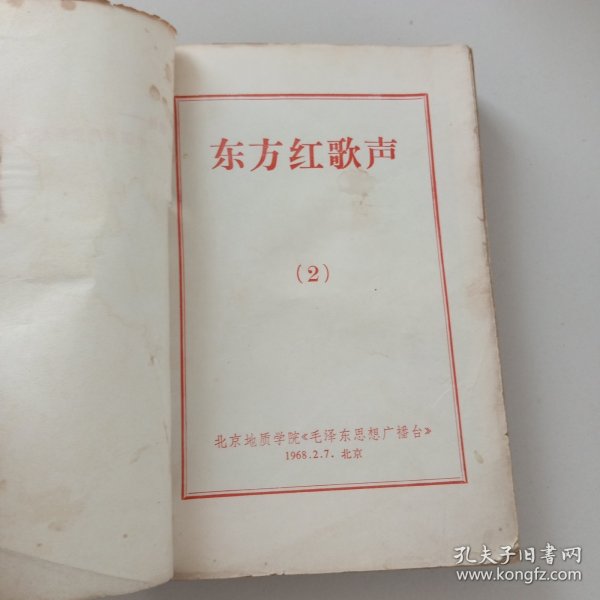 东方红歌声
(2)
北京地质学院《毛泽东思想广播台》
1968.2.7. 北京
孔夫子旧书网
www.kongfz.com